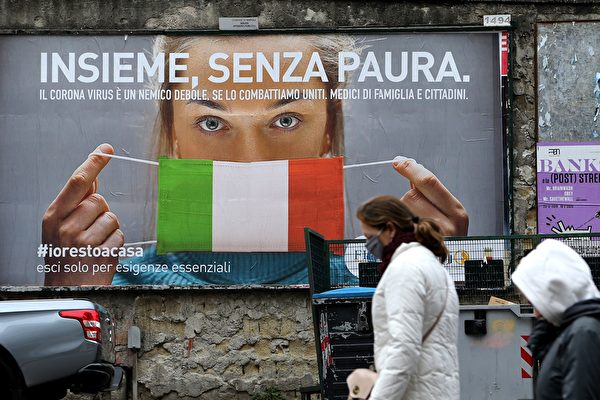 1494
INSIEME, SENZA PAURA.
IL CORONA VIRUS È UN NEMICO DEBOLE. SE LO COMBATTIAMO UNITI. MEDICI DI FAMIGLIA E CITTADINI.
#iorestoacasa
esci solo per esigenze essenziali
BANKS
(POST) STREE